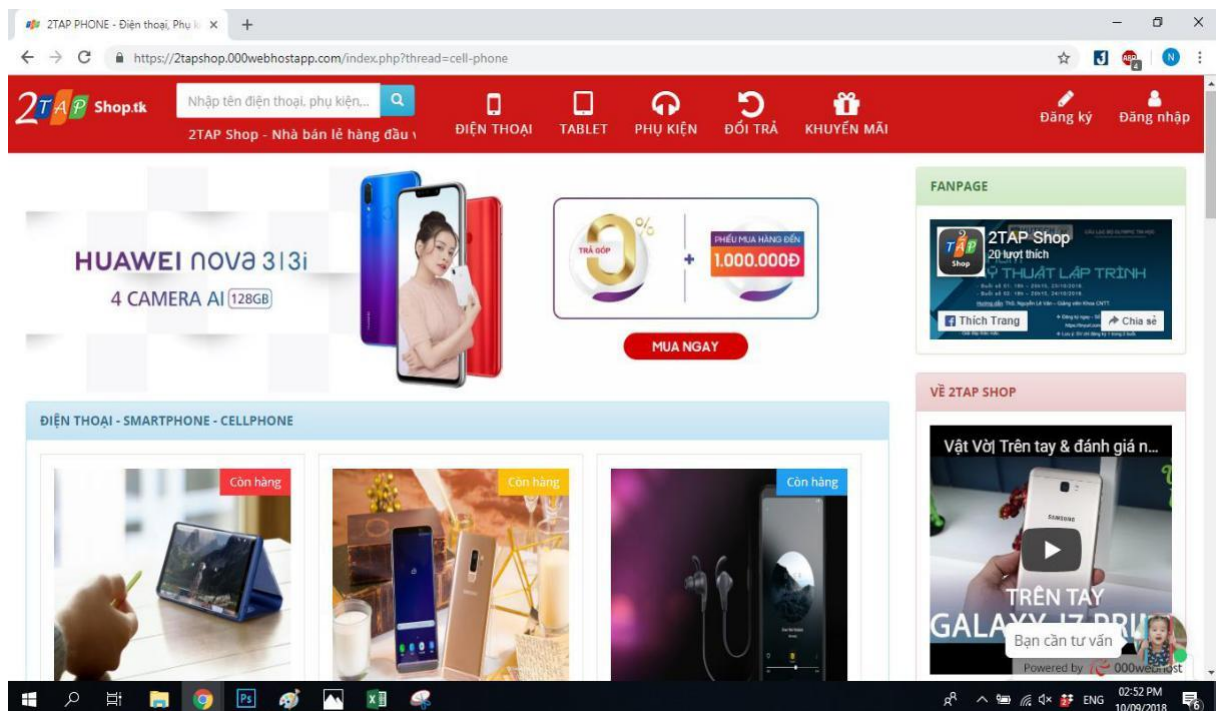 2TAP PHONE - Điện thoại, Phụ
https://2tapshop.000webhostapp.com/index.php?thread=cell-phone
ABP
4
N
2TAP Shop.tk
Nhập tên điện thoại, phụ kiện,...
2TAP Shop - Nhà bán lẻ hàng đầu
ĐIỆN THOẠI
TABLET
PHỤ KIỆN
ĐỔI TRẢ
KHUYẾN MÃI
Đăng ký
Đăng nhập
HUAWEI nova 3|3i
4 CAMERA AI 128GB
TRẢ GÓP
0%
+
PHIẾU MUA HÀNG ĐẾN
1.000.000Đ
MUA NGAY
FANPAGE
2TAP Shop
2TAP Shop
20 lượt thích
Ỹ THUẬT LẬP TRÌNH
Thích Trang
Chia sẻ
VỀ 2TAP SHOP
Vật Vờ| Trên tay & đánh giá n...
SAMSUNG
TRÊN TAY
GALAXY J7 PRI
Bạn cần tư vấn
Powered by 000webhost
ĐIỆN THOẠI - SMARTPHONE - CELLPHONE
Còn hàng
Còn hàng
Còn hàng
Ps
ENG
02:52 PM
10/09/2018
6